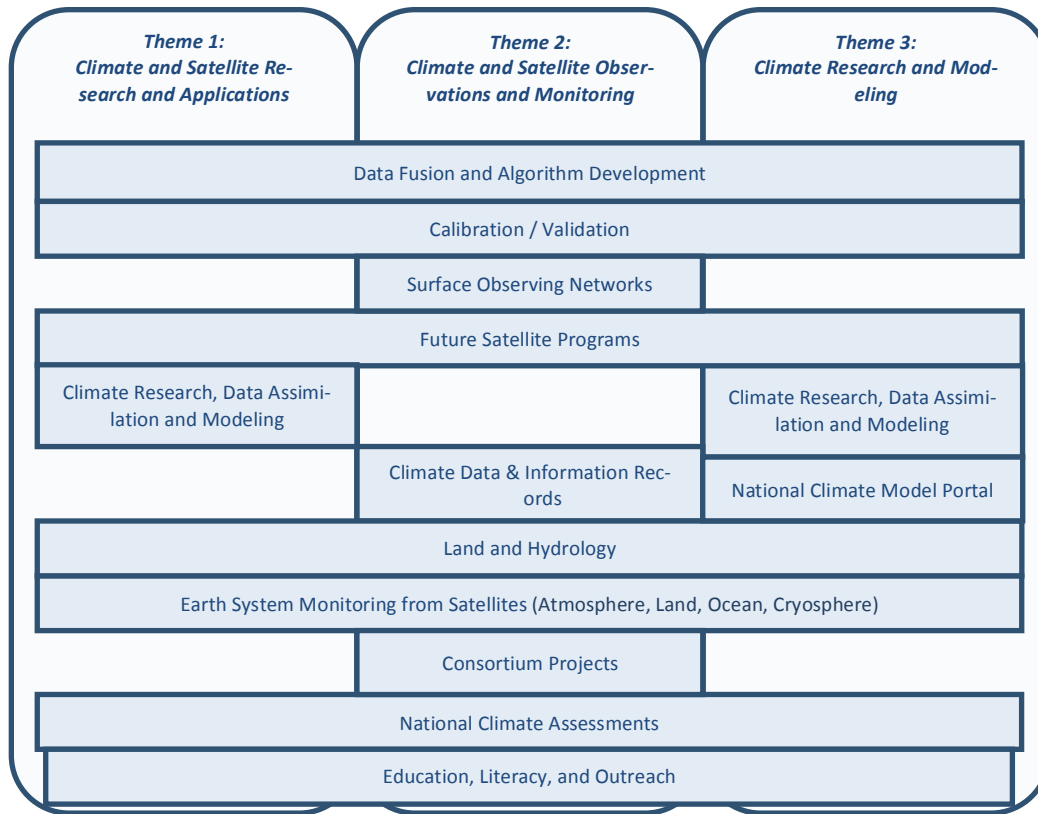 Theme 1:
Climate and Satellite Re-
search and Applications
Theme 2:
Climate and Satellite Obser-
vations and Monitoring
Theme 3:
Climate Research and Mod-
eling
Data Fusion and Algorithm Development
Calibration / Validation
Surface Observing Networks
Future Satellite Programs
Climate Research, Data Assimi-
lation and Modeling
Climate Research, Data Assimi-
lation and Modeling
Climate Data & Information Rec-
ords
National Climate Model Portal
Land and Hydrology
Earth System Monitoring from Satellites (Atmosphere, Land, Ocean, Cryosphere)
Consortium Projects
National Climate Assessments
Education, Literacy, and Outreach